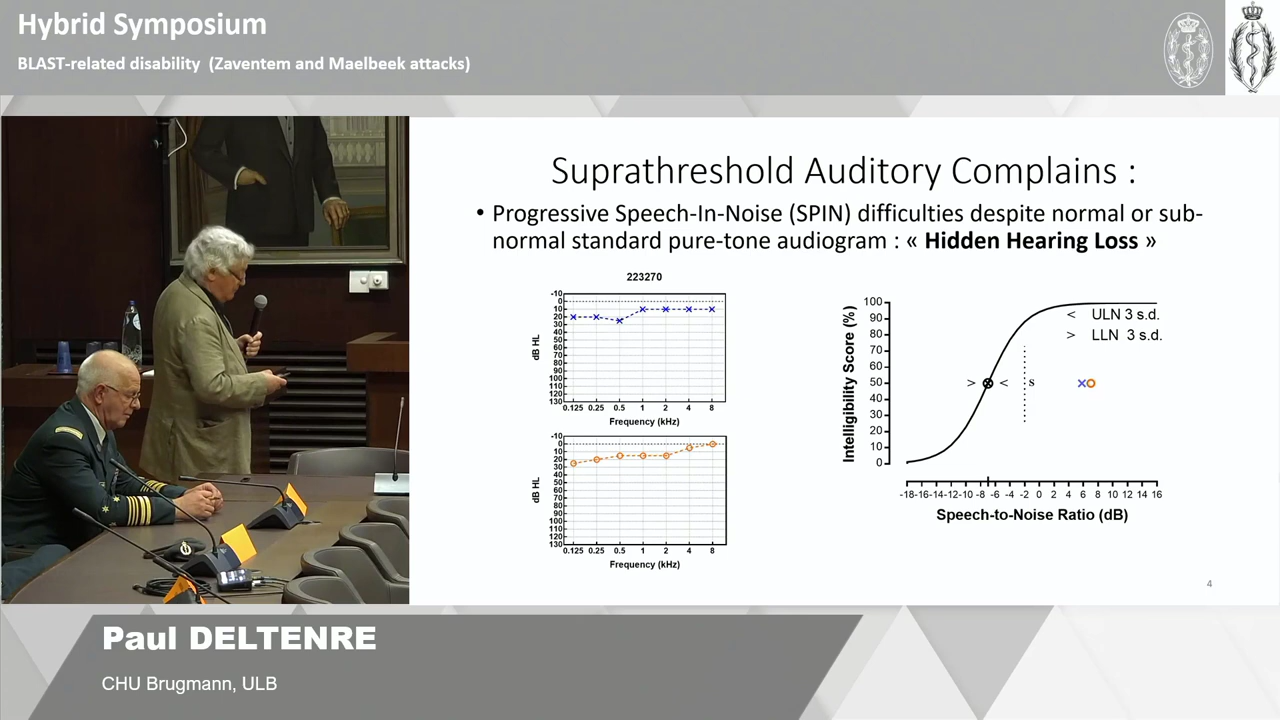 Hybrid Symposium
BLAST-related disability (Zaventem and Maelbeek attacks)
Suprathreshold Auditory Complains :
• Progressive Speech-In-Noise (SPIN) difficulties despite normal or sub-
normal standard pure-tone audiogram : « Hidden Hearing Loss »
223270
-10
0
10
20
30
40
50
60
70
80
90
100
110
120
130
dB HL
0.125 0.25 0.5 1 2 4 8
Frequency (kHz)
-10
0
10
20
30
40
50
60
70
80
90
100
110
120
130
dB HL
0.125 0.25 0.5 1 2 4 8
Frequency (kHz)
Intelligibility Score (%)
100
90
80
70
60
50
40
30
20
10
0
< ULN 3 s.d.
> LLN 3 s.d.
> < s
-18 -16 -14 -12 -10 -8 -6 -4 -2 0 2 4 6 8 10 12 14 16
Speech-to-Noise Ratio (dB)
4
Paul DELTENRE
CHU Brugmann, ULB